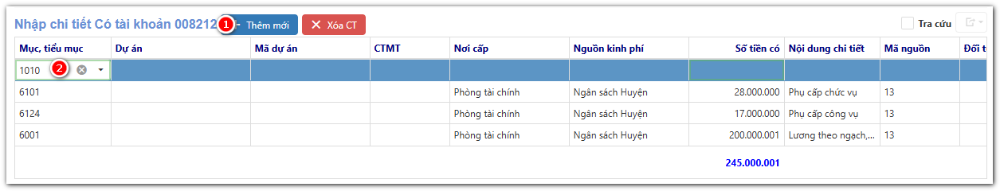 Nhập chi tiết Có tài khoản 008212 1 Thêm mới Xóa CT Tra cứu
Mục, tiểu mục Dự án Mã dự án CTMT Nơi cấp Nguồn kinh phí Số tiền có Nội dung chi tiết Mã nguồn Đối t
1010 2
6101 Phòng tài chính Ngân sách Huyện 28.000.000 Phụ cấp chức vụ 13
6124 Phòng tài chính Ngân sách Huyện 17.000.000 Phụ cấp công vụ 13
6001 Phòng tài chính Ngân sách Huyện 200.000.001 Lương theo ngạch,... 13
245.000.001